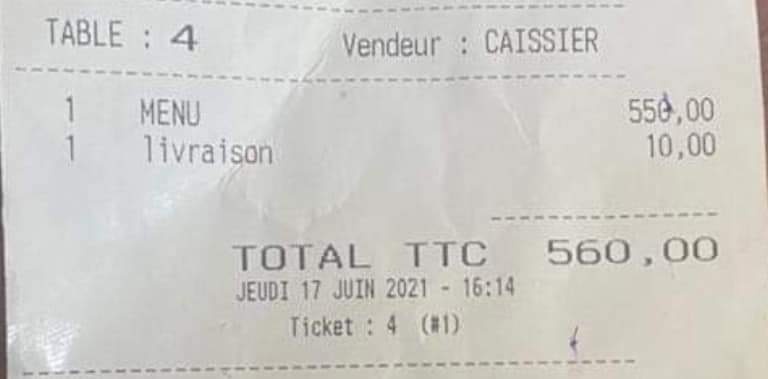 TABLE : 4 Vendeur : CAISSIER
1 MENU 550,00
1 livraison 10,00
TOTAL TTC 560,00
JEUDI 17 JUIN 2021 - 16:14
Ticket : 4 (#1)